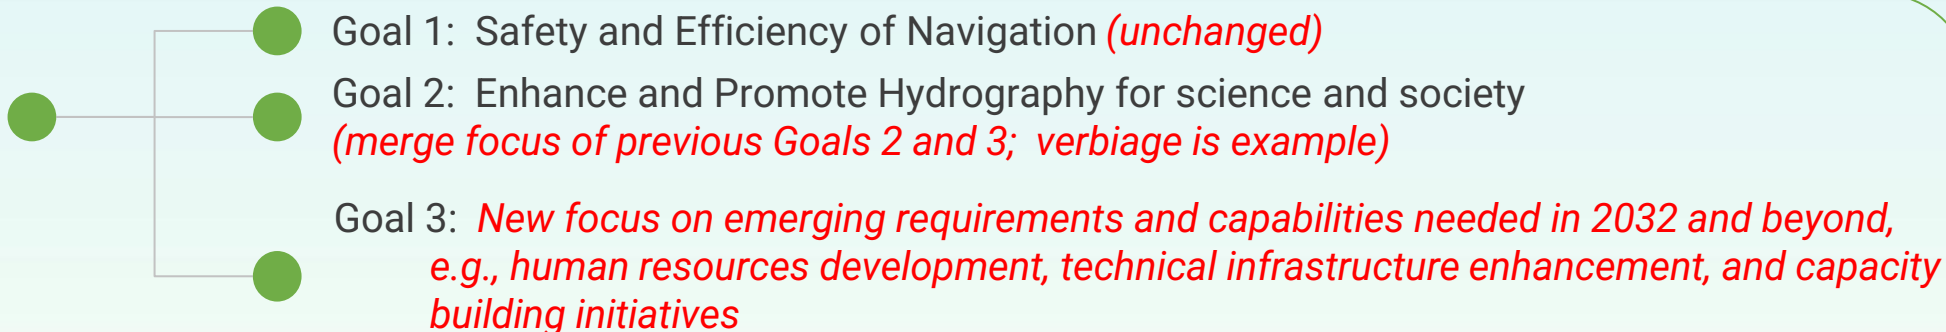 Goal 1: Safety and Efficiency of Navigation (unchanged)
Goal 2: Enhance and Promote Hydrography for science and society
(merge focus of previous Goals 2 and 3; verbiage is example)
Goal 3: New focus on emerging requirements and capabilities needed in 2032 and beyond,
e.g., human resources development, technical infrastructure enhancement, and capacity
building initiatives